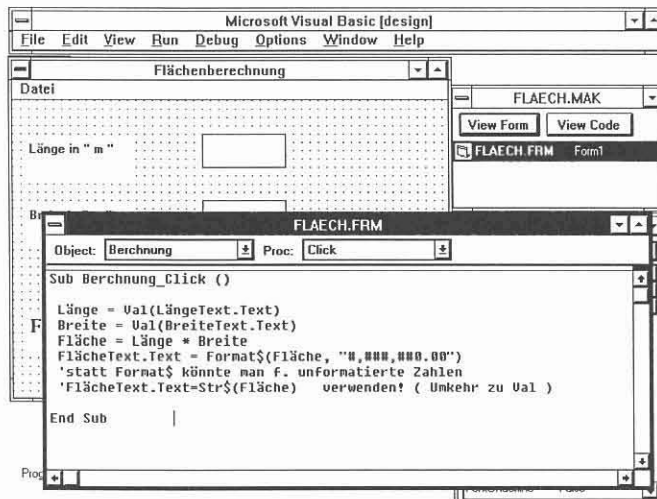 Microsoft Visual Basic [design]
File Edit View Run Debug Options Window Help
Flächenberechnung
Datei
Länge in " m "
FLAECH.MAK
View Form View Code
FLAECH.FRM Form1
FLAECH.FRM
Object: Berchnung Proc: Click
Sub Berchnung_Click ()
Länge = Val(LängeText.Text)
Breite = Val(BreiteText.Text)
Fläche = Länge * Breite
FlächeText.Text = Format$(Fläche, "#,###,##0.00")
'statt Format$ könnte man f. unformatierte Zahlen
'FlächeText.Text=Str$(Fläche) verwenden! ( Umkehr zu Val )
End Sub
Prog